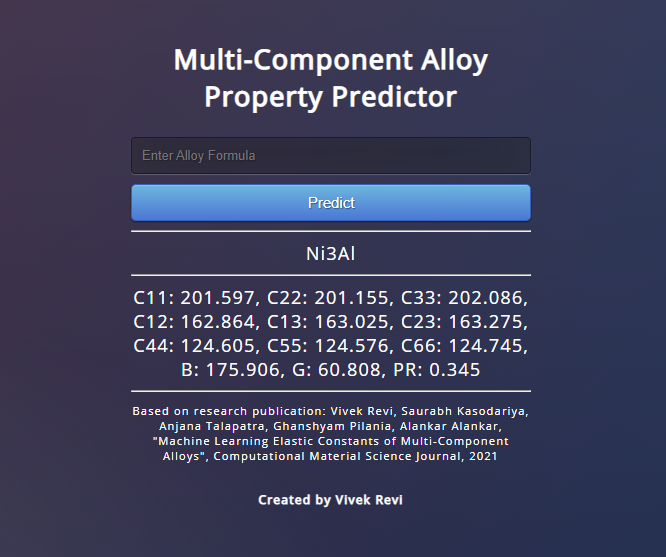 Multi-Component Alloy
Property Predictor
Enter Alloy Formula
Predict
Ni3Al
C11: 201.597, C22: 201.155, C33: 202.086,
C12: 162.864, C13: 163.025, C23: 163.275,
C44: 124.605, C55: 124.576, C66: 124.745,
B: 175.906, G: 60.808, PR: 0.345
Based on research publication: Vivek Revi, Saurabh Kasodariya,
Anjana Talapatra, Ghanshyam Pilania, Alankar Alankar,
"Machine Learning Elastic Constants of Multi-Component
Alloys", Computational Material Science Journal, 2021
Created by Vivek Revi